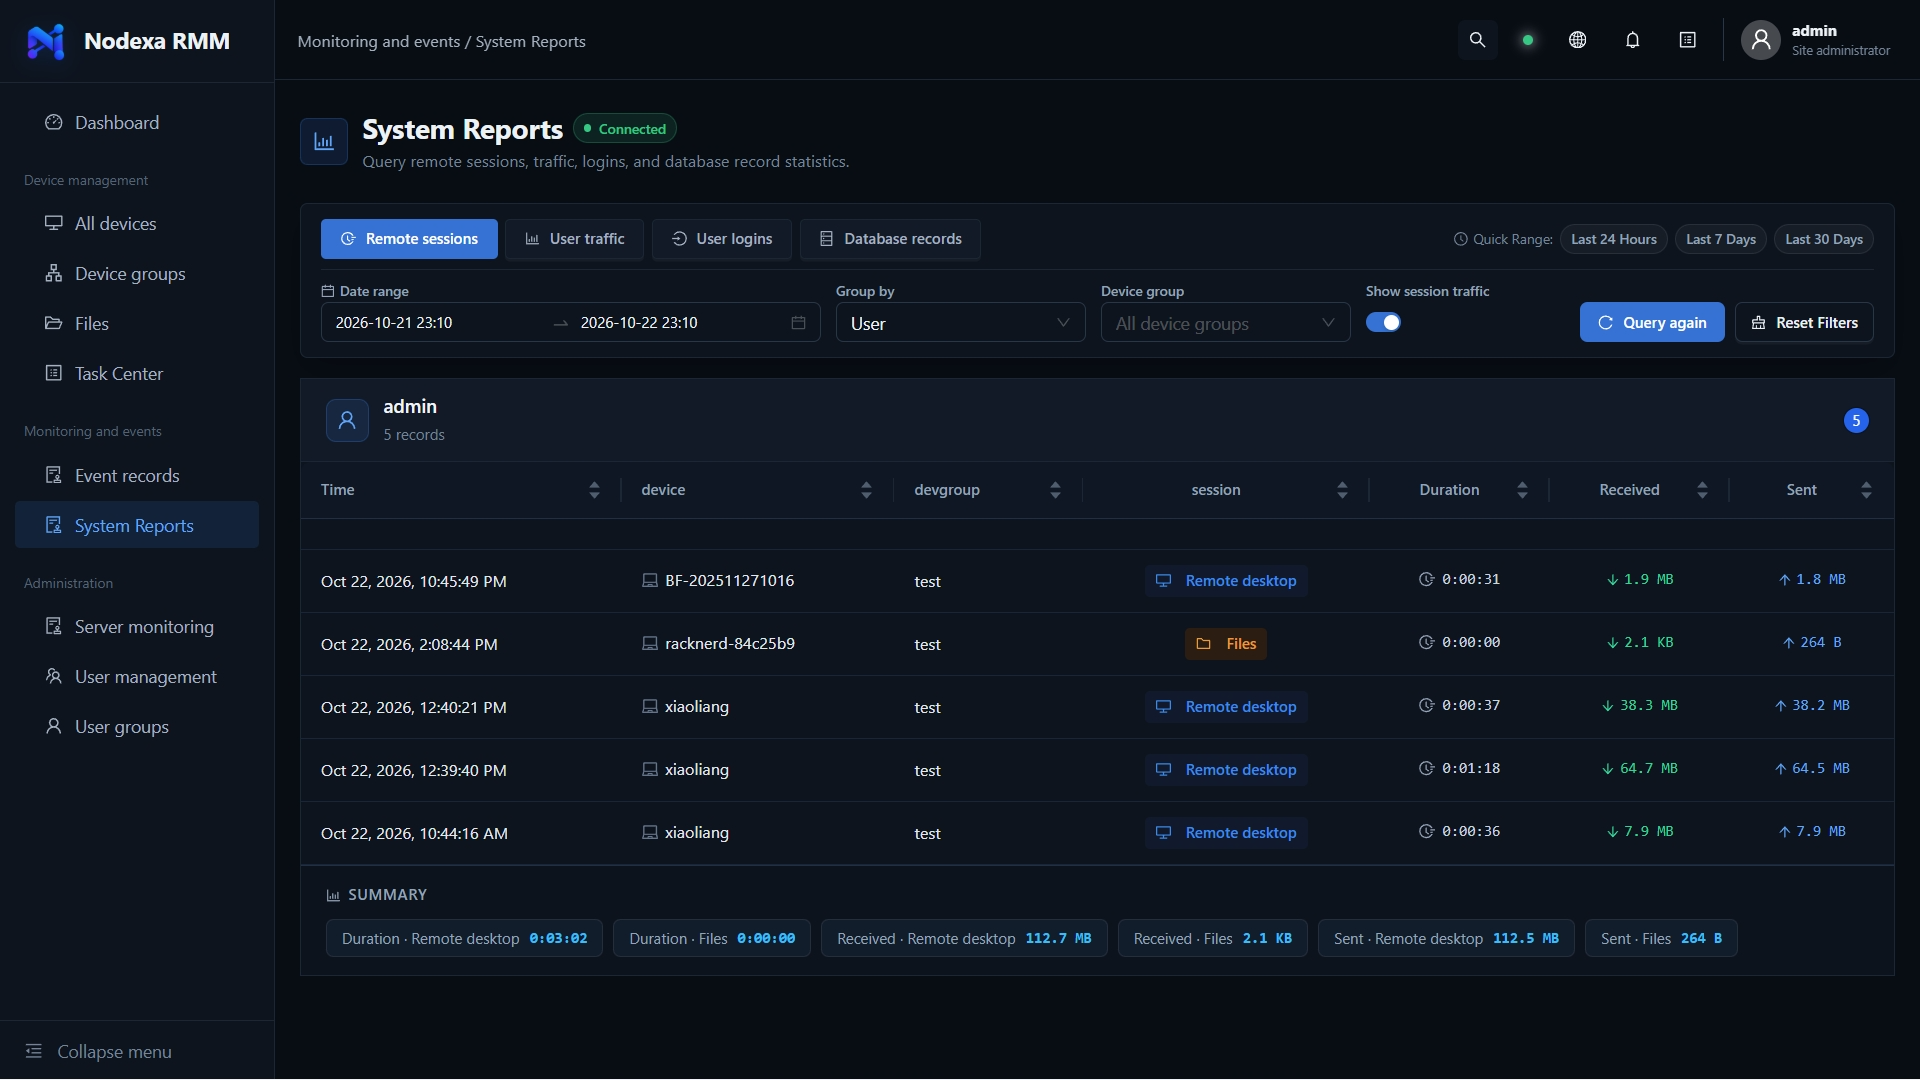 Nodexa RMM
Monitoring and events / System Reports
admin
Site administrator
Dashboard
Device management
All devices
Device groups
Files
Task Center
Monitoring and events
Event records
System Reports
Administration
Server monitoring
User management
User groups
Collapse menu
System Reports
Connected
Query remote sessions, traffic, logins, and database record statistics.
Remote sessions
User traffic
User logins
Database records
Quick Range:
Last 24 Hours
Last 7 Days
Last 30 Days
Date range
Group by
Device group
Show session traffic
2026-10-21 23:10 → 2026-10-22 23:10
User
All device groups
Query again
Reset Filters
admin
5 records
5
Time device devgroup session Duration Received Sent
Oct 22, 2026, 10:45:49 PM BF-202511271016 test Remote desktop 0:00:31 ↓ 1.9 MB ↑ 1.8 MB
Oct 22, 2026, 2:08:44 PM racknerd-84c25b9 test Files 0:00:00 ↓ 2.1 KB ↑ 264 B
Oct 22, 2026, 12:40:21 PM xiaoliang test Remote desktop 0:00:37 ↓ 38.3 MB ↑ 38.2 MB
Oct 22, 2026, 12:39:40 PM xiaoliang test Remote desktop 0:01:18 ↓ 64.7 MB ↑ 64.5 MB
Oct 22, 2026, 10:44:16 AM xiaoliang test Remote desktop 0:00:36 ↓ 7.9 MB ↑ 7.9 MB
SUMMARY
Duration · Remote desktop 0:03:02
Duration · Files 0:00:00
Received · Remote desktop 112.7 MB
Received · Files 2.1 KB
Sent · Remote desktop 112.5 MB
Sent · Files 264 B